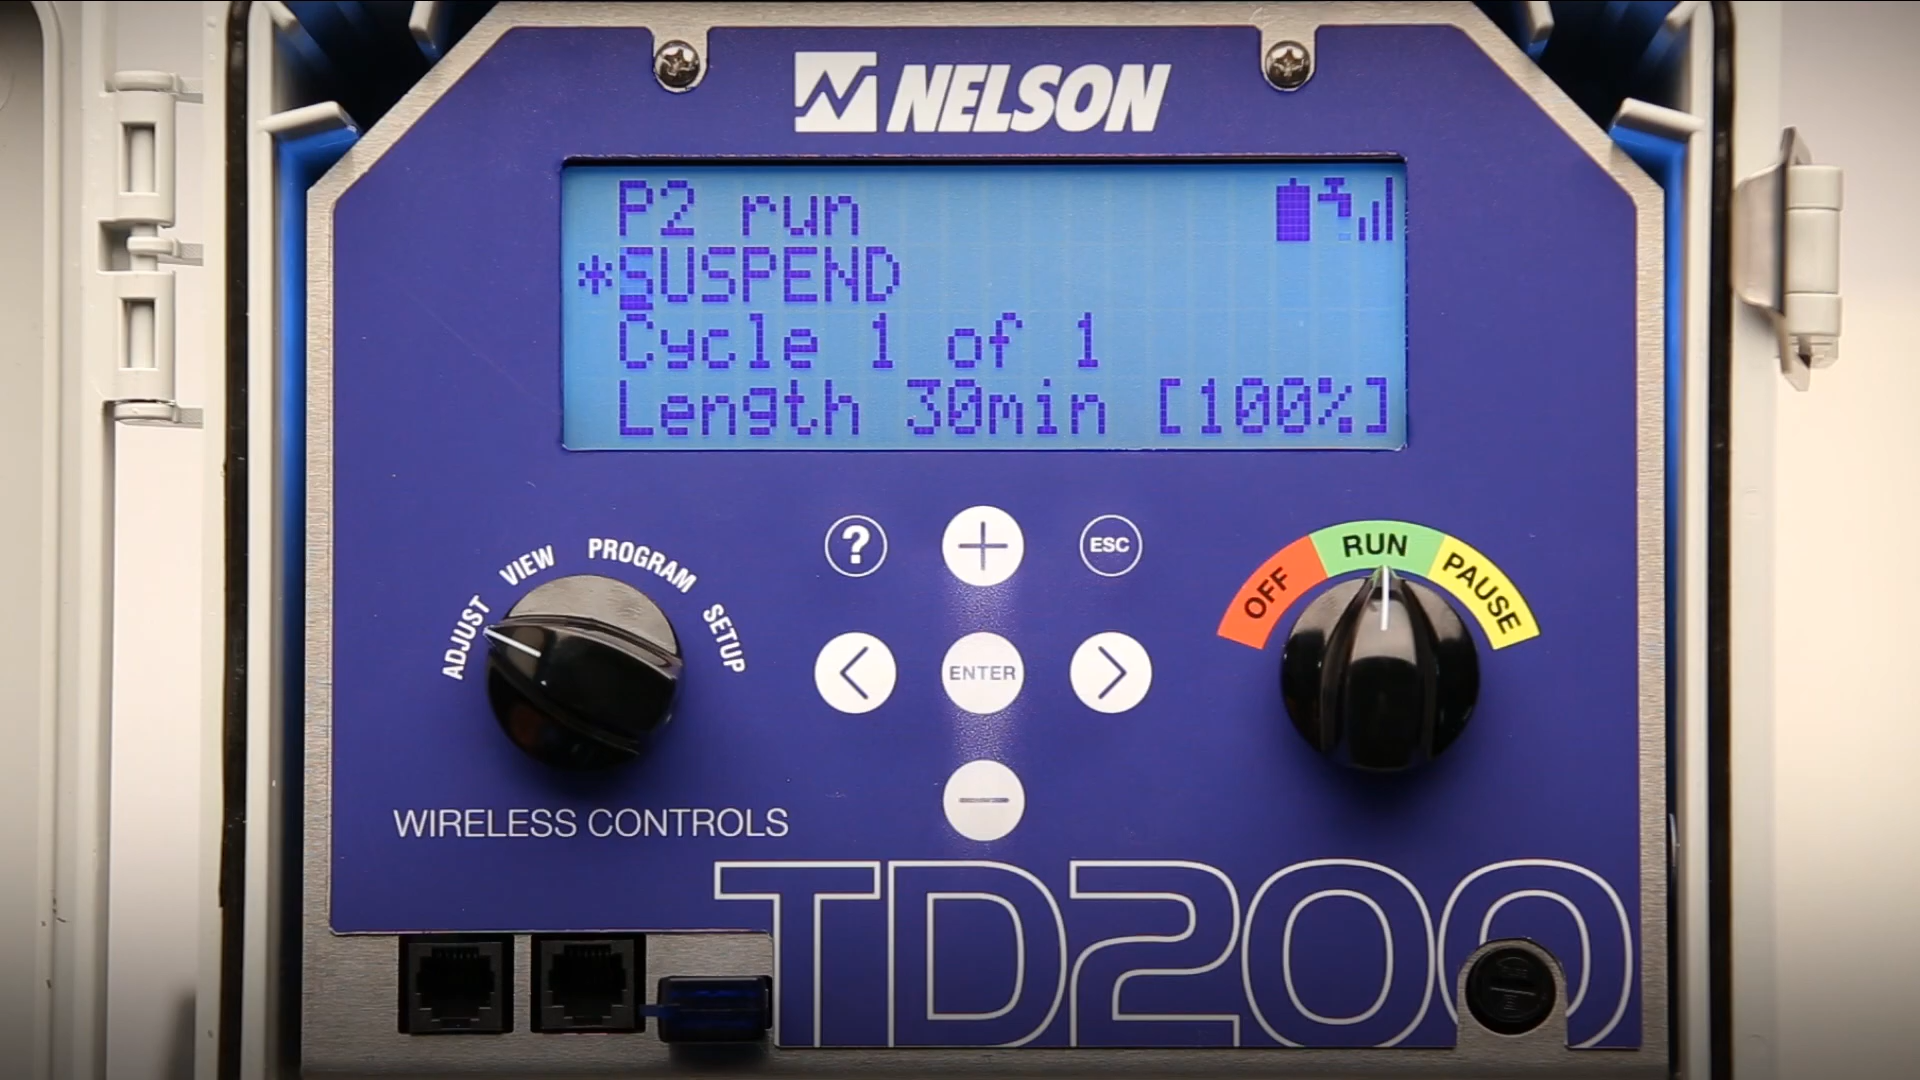 NELSON
P2 run
*SUSPEND
Cycle 1 of 1
Length 30min [100%]
ADJUST
VIEW
PROGRAM
SETUP
?
+
ESC
<
ENTER
>
−
OFF
RUN
PAUSE
WIRELESS CONTROLS
TD200